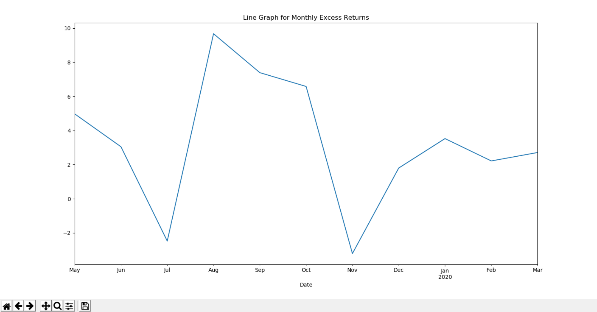 Line Graph for Monthly Excess Returns
10
8
6
4
2
0
−2
May Jun Jul Aug Sep Oct Nov Dec Jan Feb Mar
2020
Date